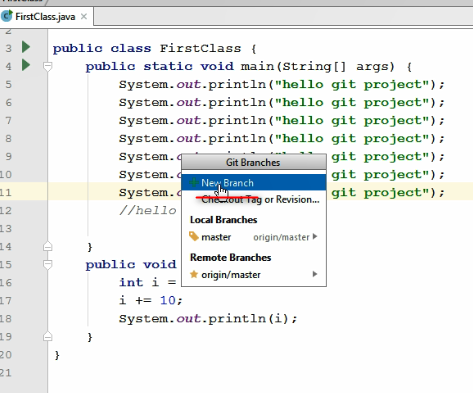 FirstClass.java ×
2
3 public class FirstClass {
4 public static void main(String[] args) {
5 System.out.println("hello git project");
6 System.out.println("hello git project");
7 System.out.println("hello git project");
8 System.out.println("hello git project");
9 git project");
10 git project");
11 git project");
12 //hello
13
14 }
15 public void
16 int i =
17 i += 10;
18 System.out.println(i);
19 }
20 }
21
Git Branches
New Branch
Checkout Tag or Revision...
Local Branches
master origin/master
Remote Branches
origin/master